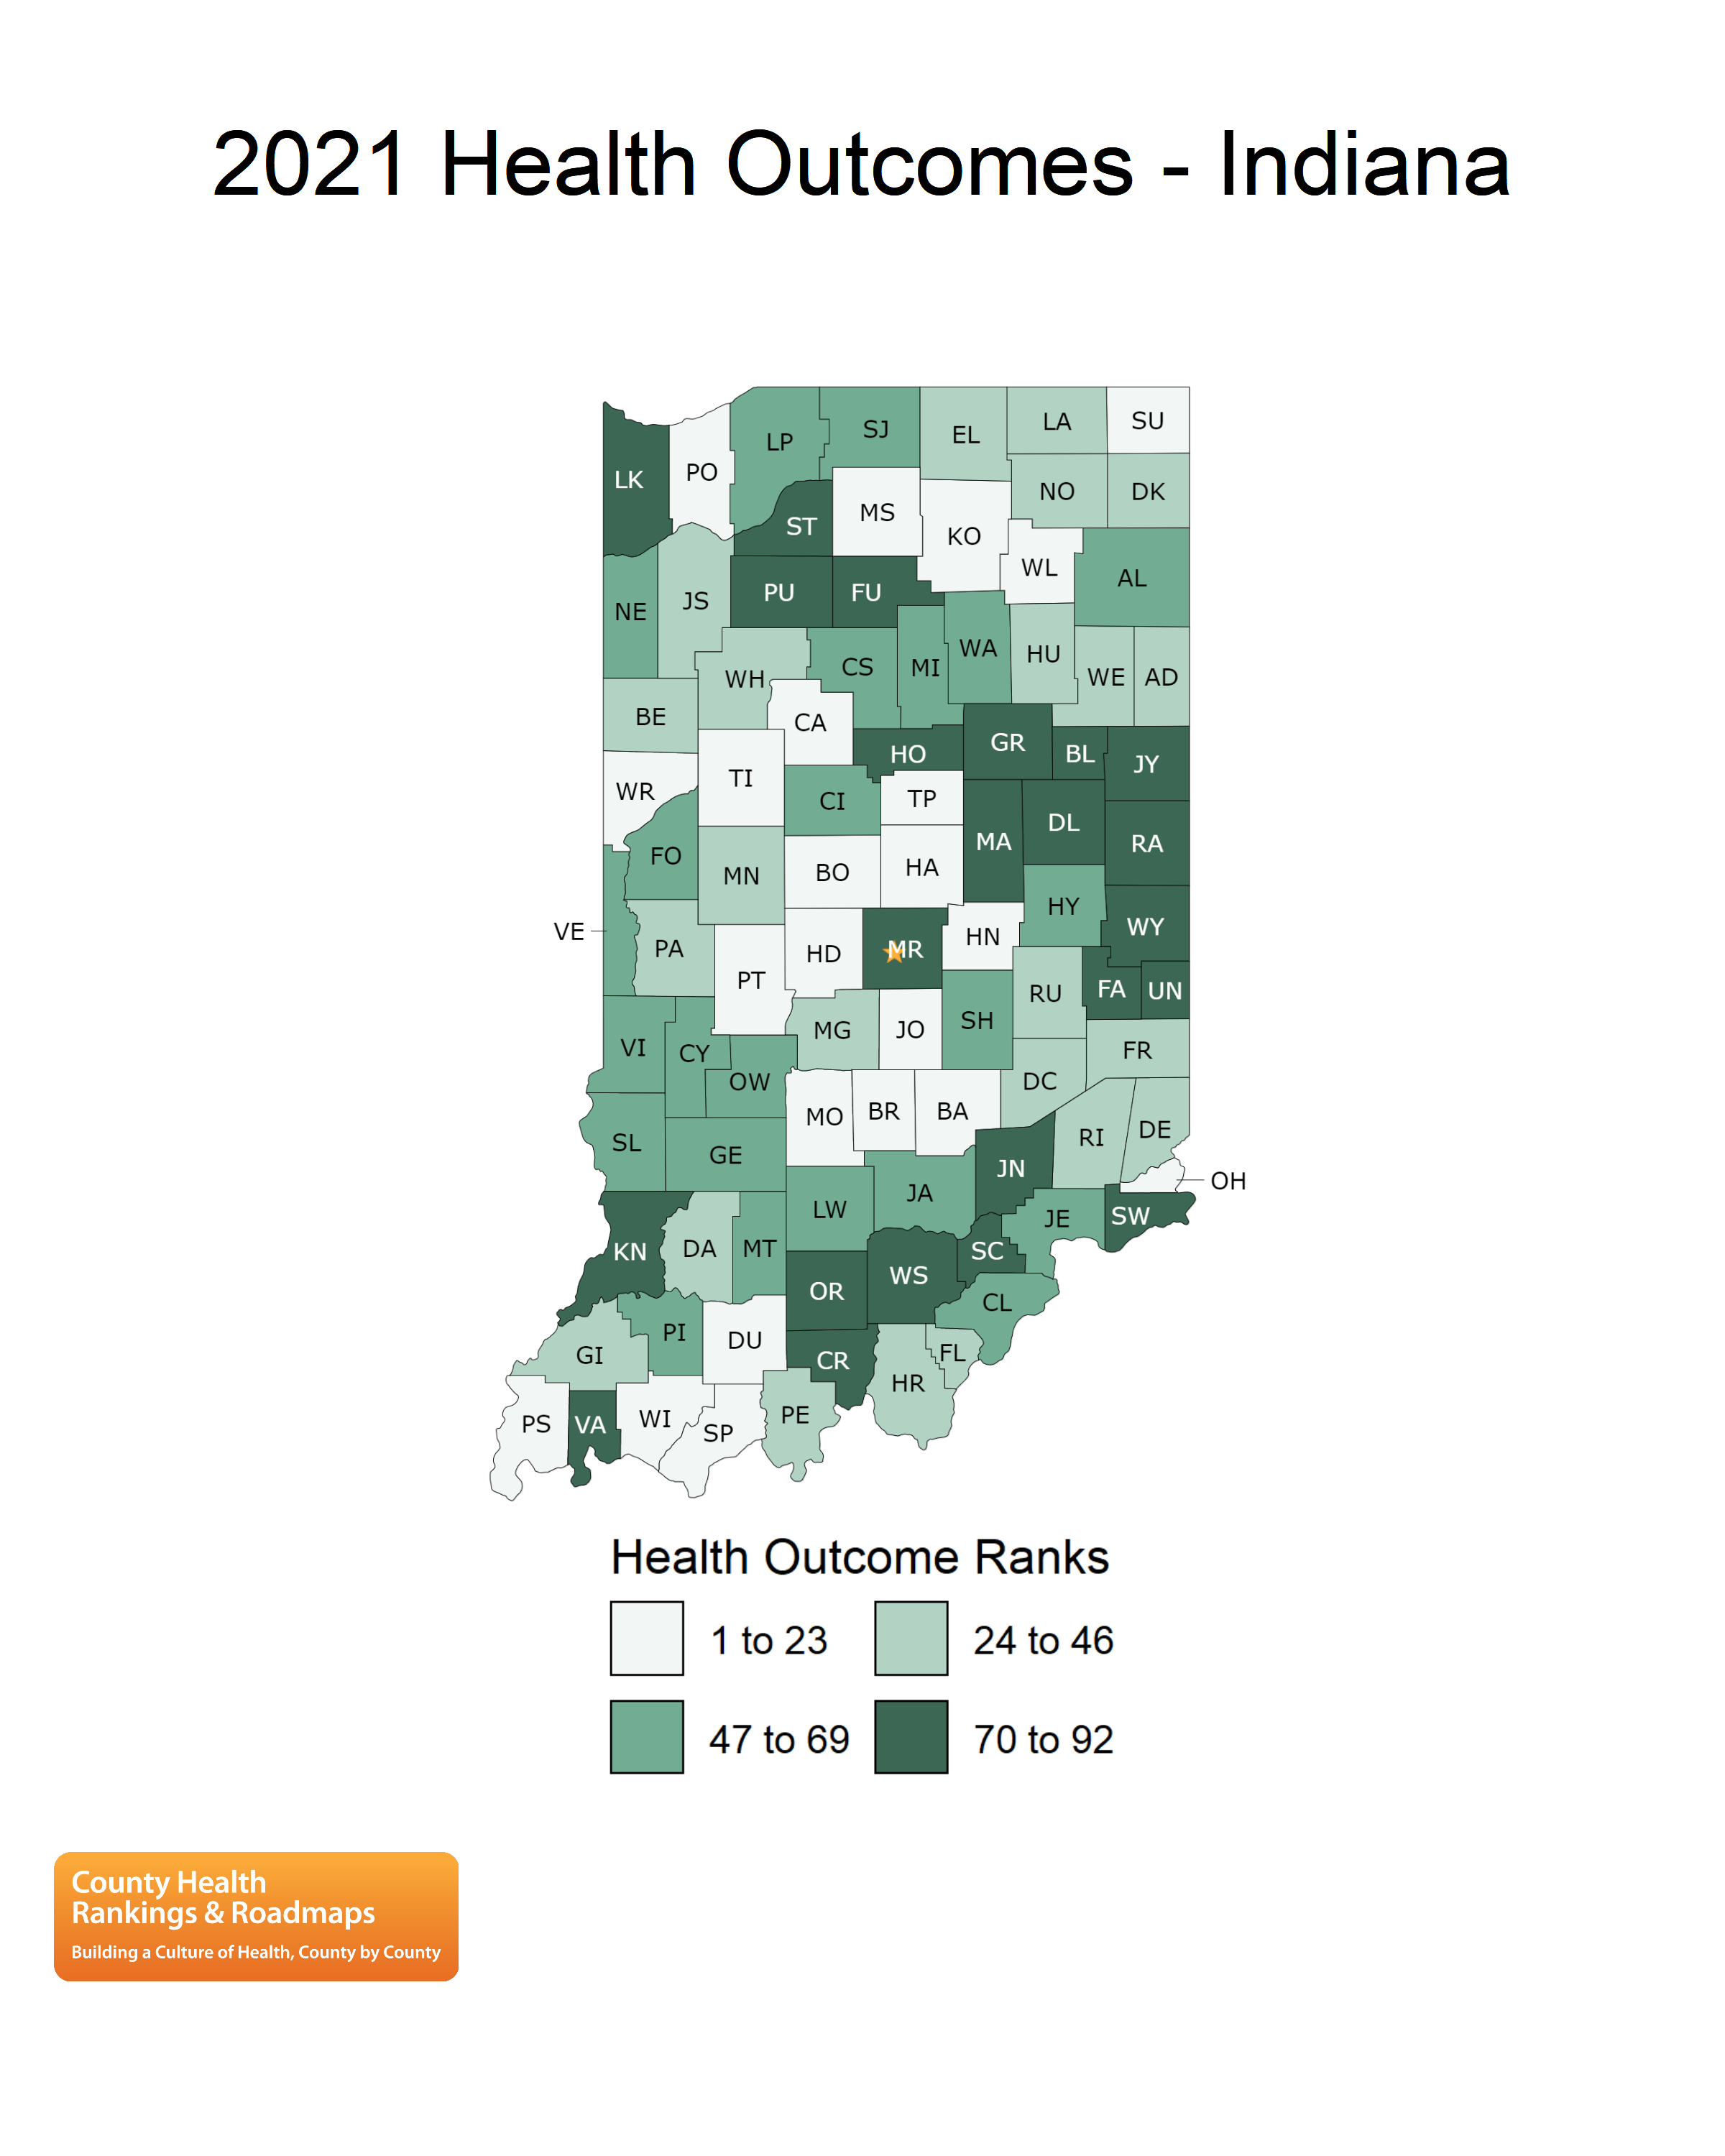 2021 Health Outcomes - Indiana
LP SJ EL LA SU
LK PO ST MS KO NO DK
WL AL
NE JS PU FU
WH CS MI WA HU WE AD
BE CA
HO GR BL JY
WR TI CI TP
MA DL RA
FO MN BO HA
HY WY
VE PA PT HD MR HN
RU FA UN
VI CY MG JO SH FR
OW DC
MO BR BA
SL GE RI DE
JN OH
LW JA JE SW
KN DA MT WS SC
OR CL
PI DU
GI CR FL
HR
PS VA WI SP PE
Health Outcome Ranks
1 to 23 24 to 46
47 to 69 70 to 92
County Health
Rankings & Roadmaps
Building a Culture of Health, County by County